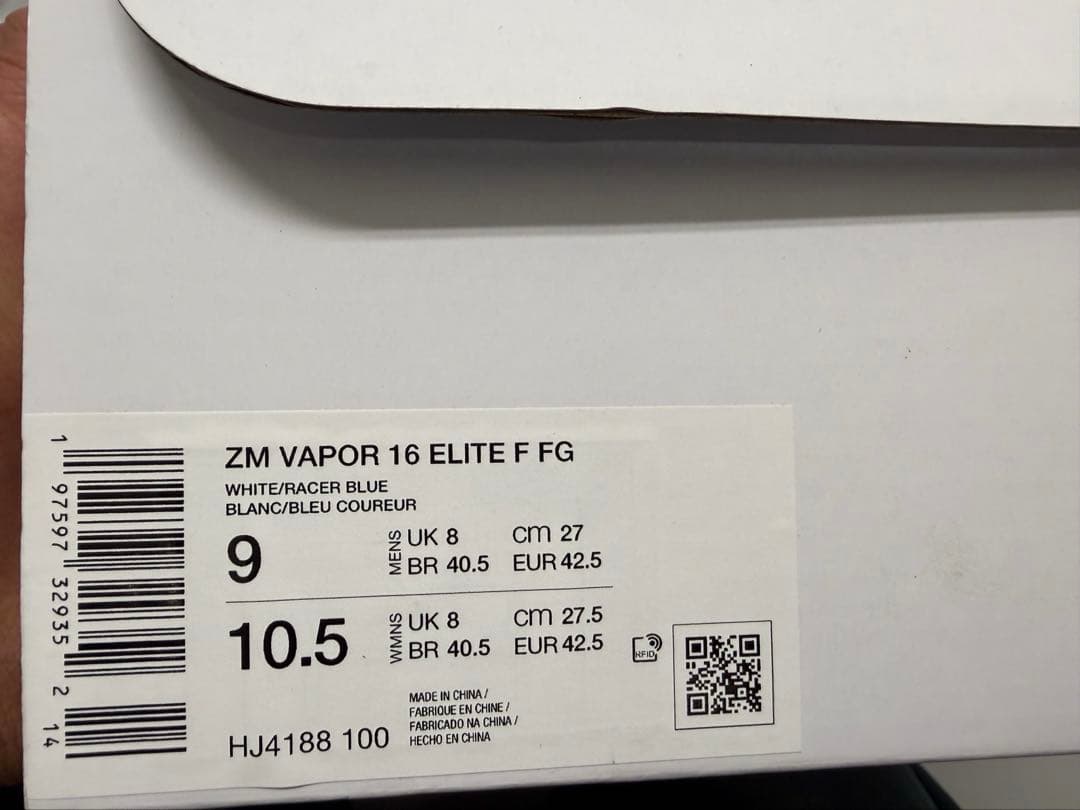 ZM VAPOR 16 ELITE F FG
WHITE/RACER BLUE
BLANC/BLEU COUREUR
9
MENS
UK 8 cm 27
BR 40.5 EUR 42.5
10.5
WMNS
UK 8 cm 27.5
BR 40.5 EUR 42.5
RFID
MADE IN CHINA /
FABRIQUE EN CHINE /
FABRICADO NA CHINA /
HECHO EN CHINA
HJ4188 100
1 97597 32935 2 14